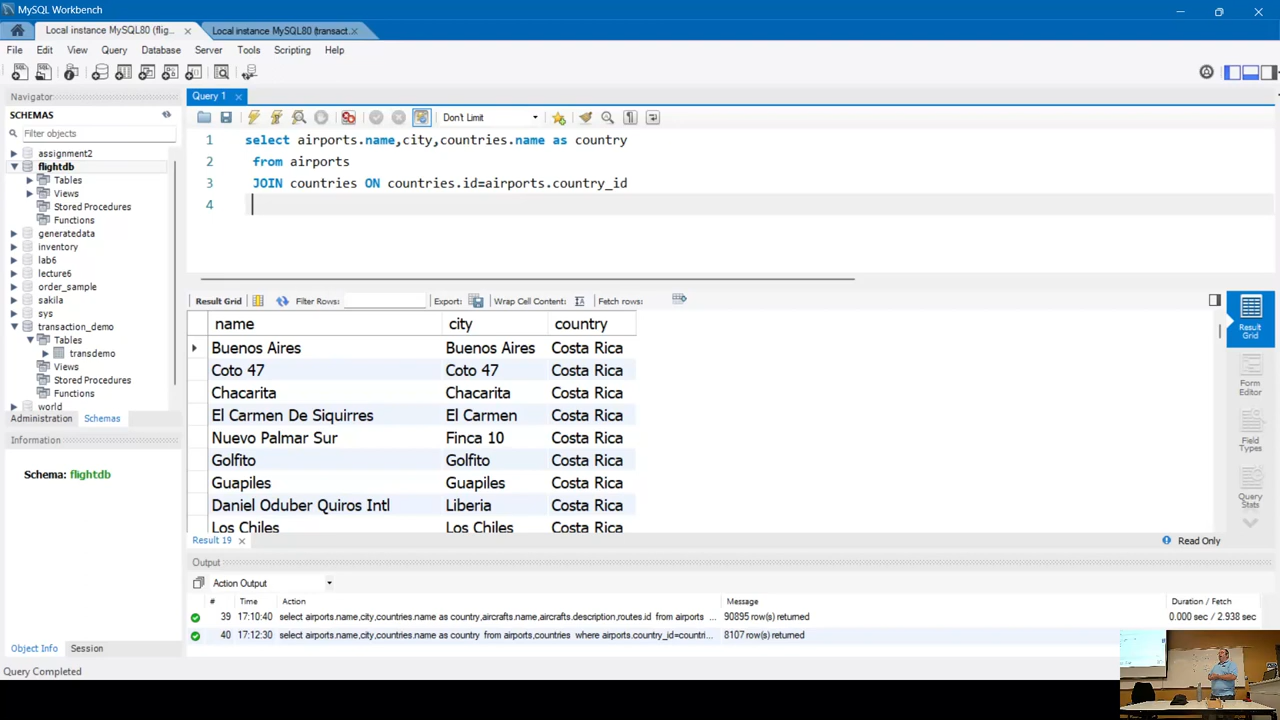 MySQL Workbench
Local instance MySQL80 (flig...
Local instance MySQL80 (transact...
File Edit View Query Database Server Tools Scripting Help
Navigator
SCHEMAS
Filter objects
assignment2
flightdb
Tables
Views
Stored Procedures
Functions
generatedata
inventory
lab6
lecture6
order_sample
sakila
sys
transaction_demo
Tables
transdemo
Views
Stored Procedures
Functions
world
Administration Schemas
Information
Schema: flightdb
Object Info Session
Query Completed
Query 1
Don't Limit
1 select airports.name,city,countries.name as country
2 from airports
3 JOIN countries ON countries.id=airports.country_id
4
Result Grid Filter Rows: Export: Wrap Cell Content: Fetch rows:
name city country
Buenos Aires Buenos Aires Costa Rica
Coto 47 Coto 47 Costa Rica
Chacarita Chacarita Costa Rica
El Carmen De Siquirres El Carmen Costa Rica
Nuevo Palmar Sur Finca 10 Costa Rica
Golfito Golfito Costa Rica
Guapiles Guapiles Costa Rica
Daniel Oduber Quiros Intl Liberia Costa Rica
Los Chiles Los Chiles Costa Rica
Result Grid
Form Editor
Field Types
Query Stats
Result 19
Read Only
Output
Action Output
# Time Action Message Duration / Fetch
39 17:10:40 select airports.name,city,countries.name as country,aircrafts.name,aircrafts.description,routes.id from airports ... 90895 row(s) returned 0.000 sec / 2.938 sec
40 17:12:30 select airports.name,city,countries.name as country from airports,countries where airports.country_id=countri... 8107 row(s) returned